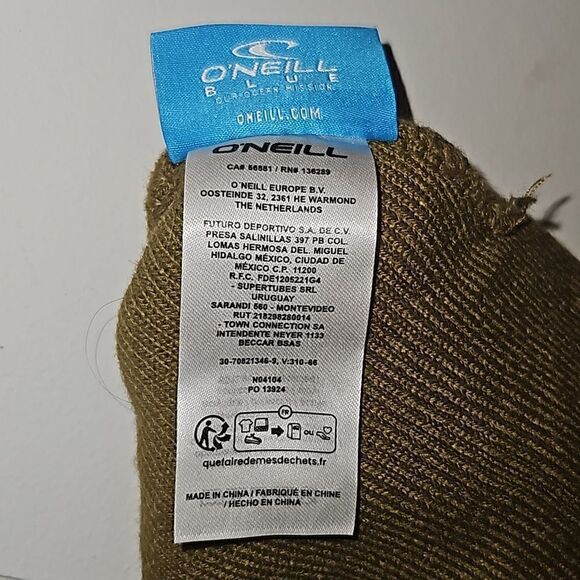 O'NEILL
BLUE
OUR OCEAN MISSION
ONEILL.COM
O'NEILL
CA# 56561 / RN# 136289
O'NEILL EUROPE B.V.
OOSTEINDE 32, 2361 HE WARMOND
THE NETHERLANDS
FUTURO DEPORTIVO S.A. DE C.V.
PRESA SALINILLAS 397 PB COL.
LOMAS HERMOSA DEL. MIGUEL
HIDALGO MÉXICO, CIUDAD DE
MÉXICO C.P. 11200
R.F.C. FDE1205221G4
- SUPERTUBES SRL
URUGUAY
SARANDI 560 - MONTEVIDEO
RUT 218298280014
- TOWN CONNECTION SA
INTENDENTE NEYER 1133
BECCAR BSAS
30-70821346-9, V:310-66
N04104
PO 13924
FR
OU
quefairedemesdechets.fr
MADE IN CHINA / FABRIQUÉ EN CHINE
/ HECHO EN CHINA